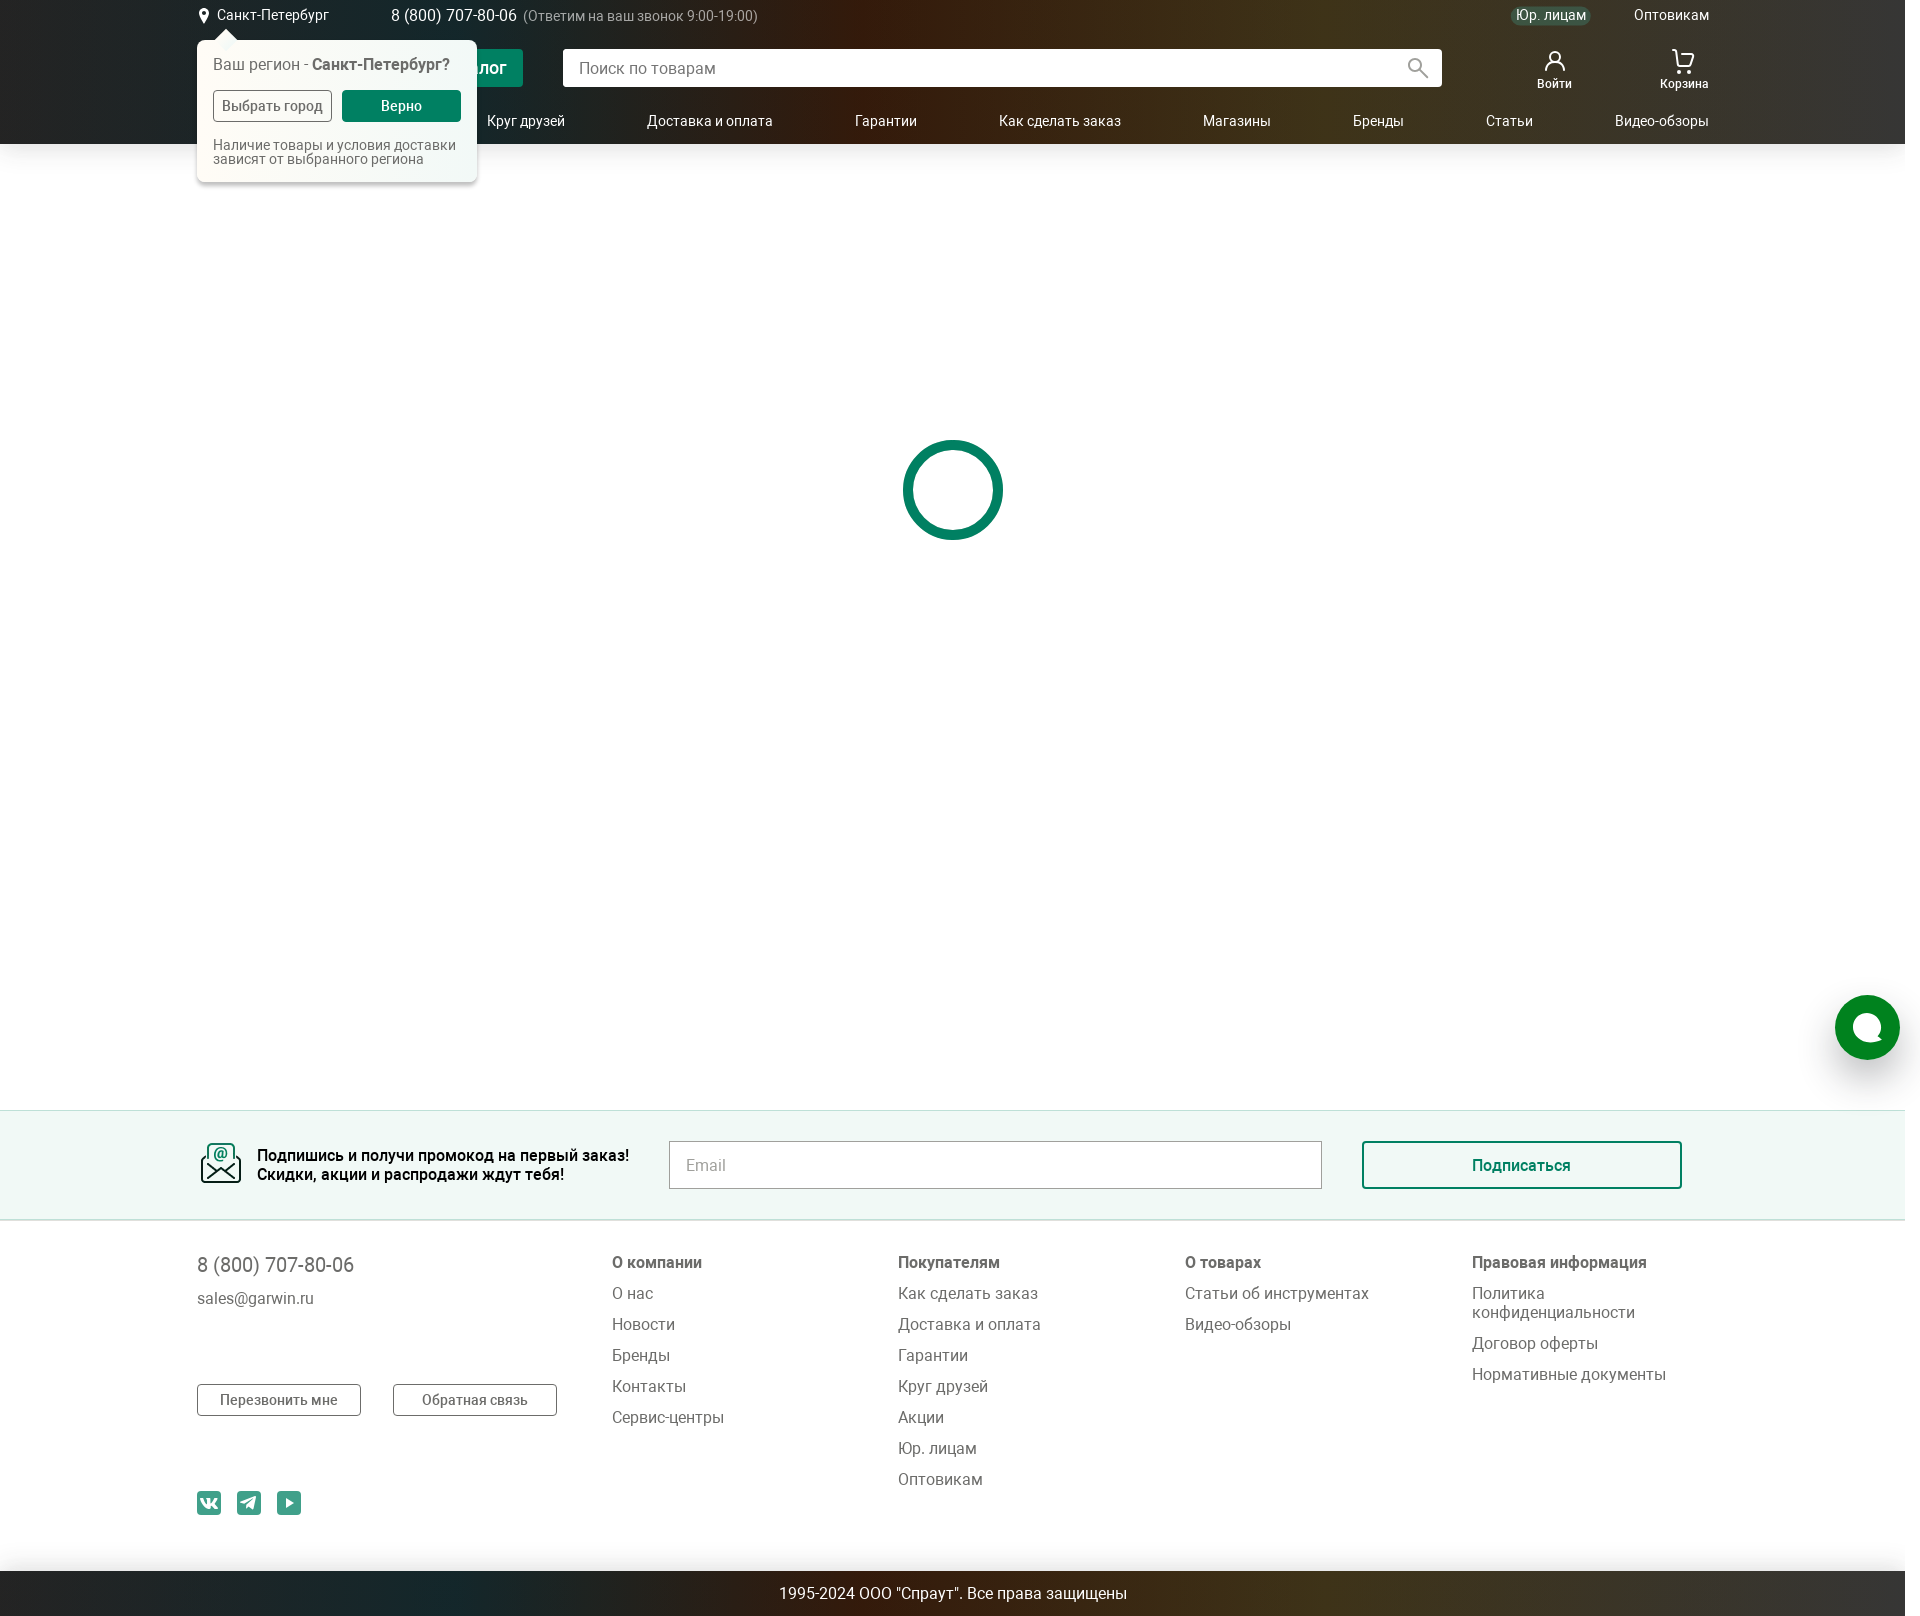 Санкт-Петербург
8 (800) 707-80-06 (Ответим на ваш звонок 9:00-19:00)
Юр. лицам
Оптовикам
Ваш регион - Санкт-Петербург?
Выбрать город
Верно
Наличие товары и условия доставки
зависят от выбранного региона
Поиск по товарам
Войти
Корзина
Круг друзей
Доставка и оплата
Гарантии
Как сделать заказ
Магазины
Бренды
Статьи
Видео-обзоры
Подпишись и получи промокод на первый заказ!
Скидки, акции и распродажи ждут тебя!
Email
Подписаться
8 (800) 707-80-06
sales@garwin.ru
Перезвонить мне
Обратная связь
О компании
О нас
Новости
Бренды
Контакты
Сервис-центры
Покупателям
Как сделать заказ
Доставка и оплата
Гарантии
Круг друзей
Акции
Юр. лицам
Оптовикам
О товарах
Статьи об инструментах
Видео-обзоры
Правовая информация
Политика
конфиденциальности
Договор оферты
Нормативные документы
1995-2024 ООО "Спраут". Все права защищены